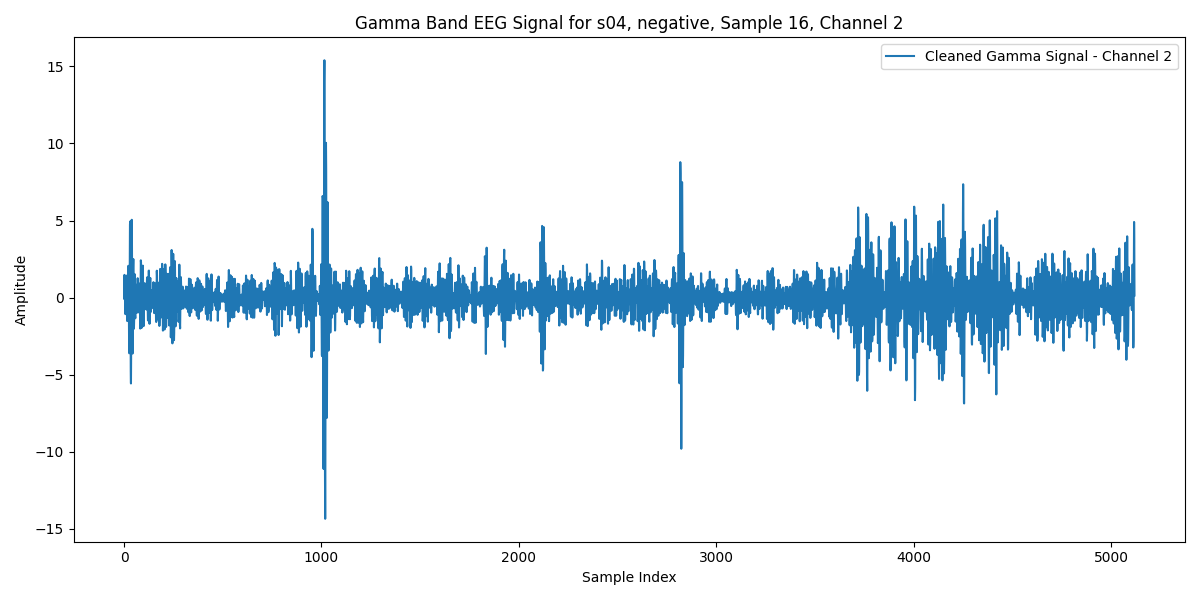 Gamma Band EEG Signal for s04, negative, Sample 16, Channel 2
Cleaned Gamma Signal - Channel 2
15
10
5
0
−5
−10
−15
Amplitude
0 1000 2000 3000 4000 5000
Sample Index